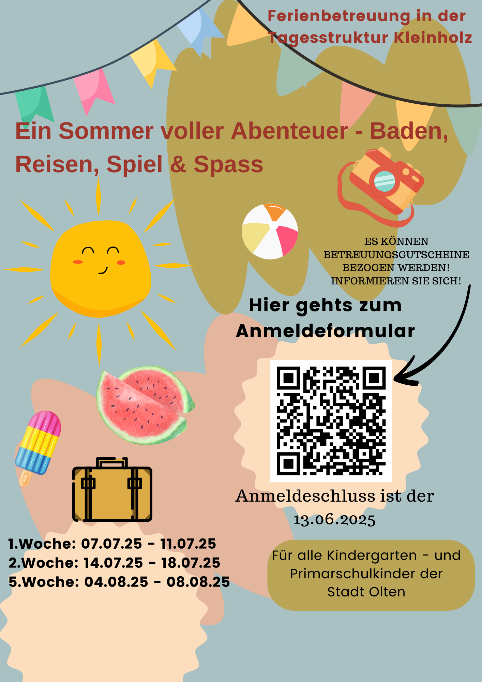 Ferienbetreuung in der
Tagesstruktur Kleinholz
Ein Sommer voller Abenteuer - Baden,
Reisen, Spiel & Spass
ES KÖNNEN
BETREUUNGSGUTSCHEINE
BEZOGEN WERDEN!
INFORMIEREN SIE SICH!
Hier gehts zum
Anmeldeformular
Anmeldeschluss ist der
13.06.2025
1.Woche: 07.07.25 - 11.07.25
2.Woche: 14.07.25 - 18.07.25
5.Woche: 04.08.25 - 08.08.25
Für alle Kindergarten - und
Primarschulkinder der
Stadt Olten